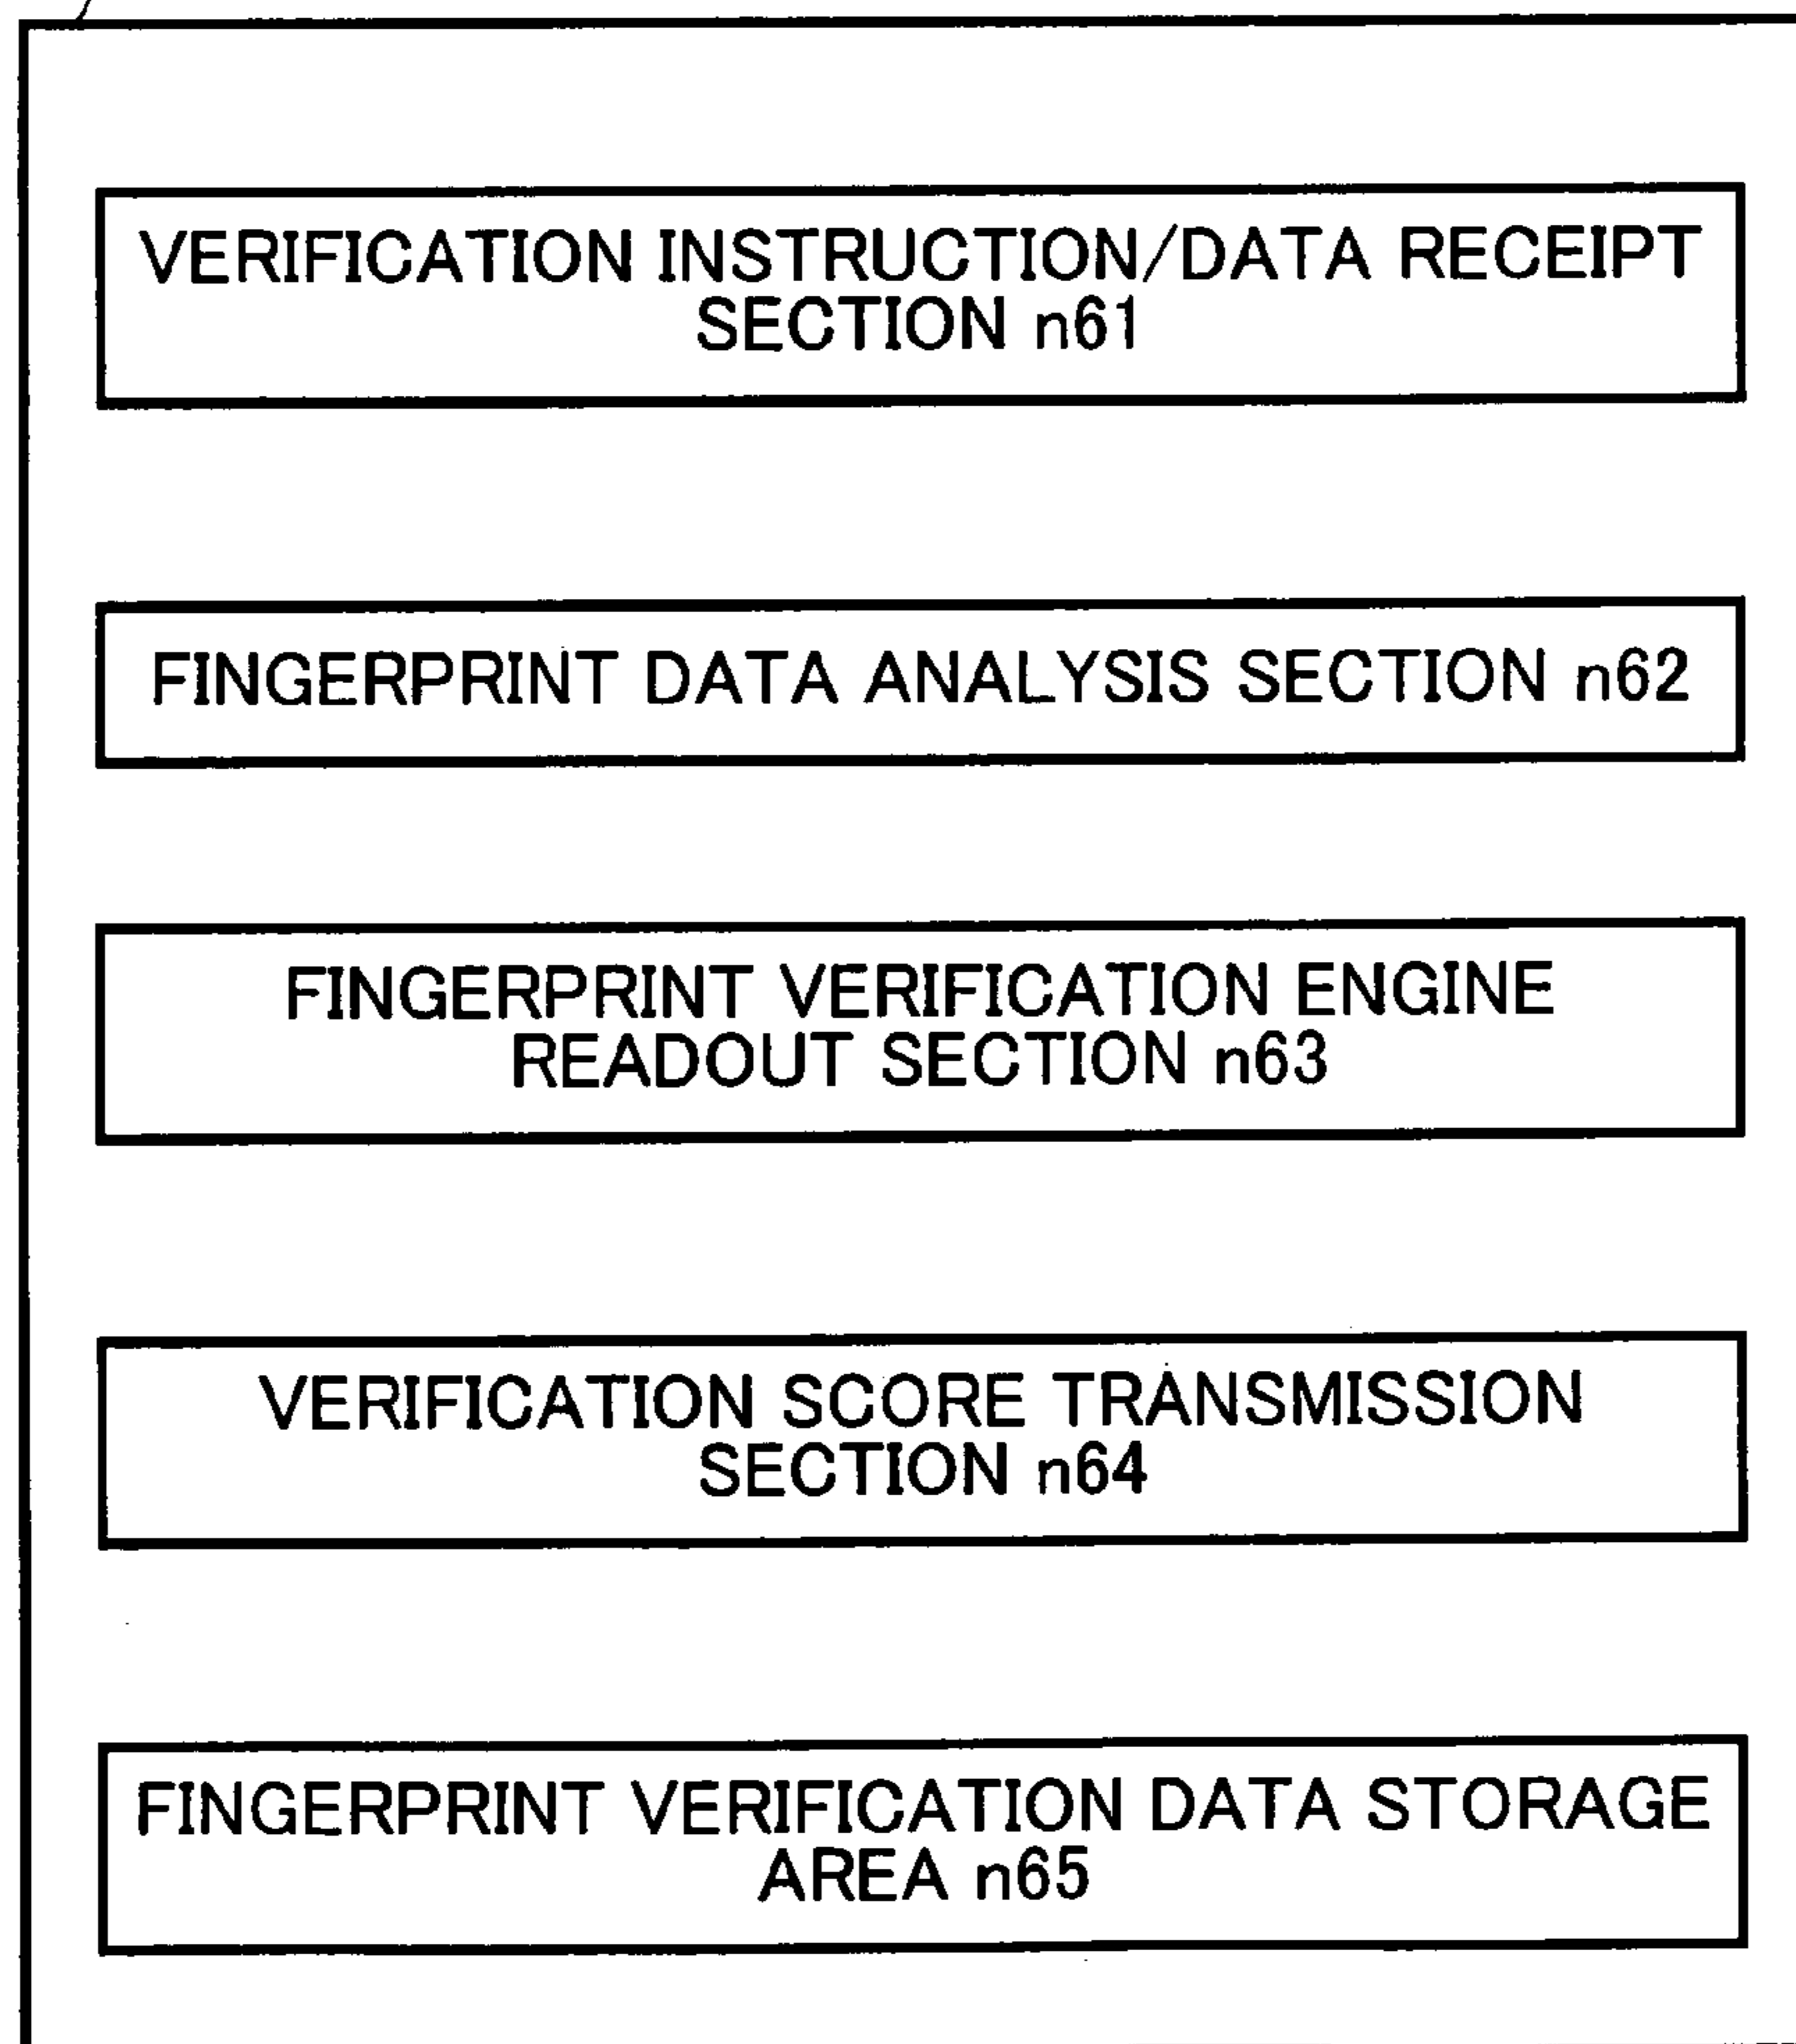 VERIFICATION INSTRUCTION/DATA RECEIPT
SECTION n61
FINGERPRINT DATA ANALYSIS SECTION n62
FINGERPRINT VERIFICATION ENGINE
READOUT SECTION n63
VERIFICATION SCORE TRANSMISSION
SECTION n64
FINGERPRINT VERIFICATION DATA STORAGE
AREA n65